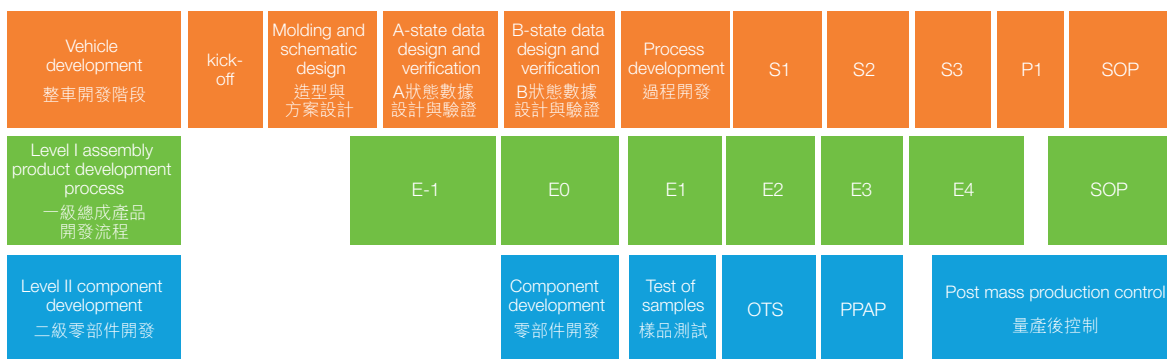 Vehicle
development
整車開發階段
kick-
off
Molding and
schematic
design
造型與
方案設計
A-state data
design and
verification
A狀態數據
設計與驗證
B-state data
design and
verification
B狀態數據
設計與驗證
Process
development
過程開發
S1
S2
S3
P1
SOP
Level I assembly
product development
process
一級總成產品
開發流程
E-1
E0
E1
E2
E3
E4
SOP
Level II component
development
二級零部件開發
Component
development
零部件開發
Test of
samples
樣品測試
OTS
PPAP
Post mass production control
量產後控制